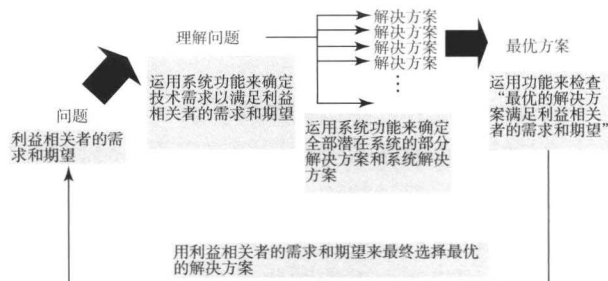 理解问题
运用系统功能来确定
技术需求以满足利益
相关者的需求和期望
问题
利益相关者的需
求和期望
解决方案
解决方案
解决方案
解决方案
⋮
运用系统功能来确定
全部潜在系统的部分
解决方案和系统解决
方案
最优方案
运用功能来检查
“最优的解决方
案满足利益相关
者的需求和期望”
用利益相关者的需求和期望来最终选择最优
的解决方案